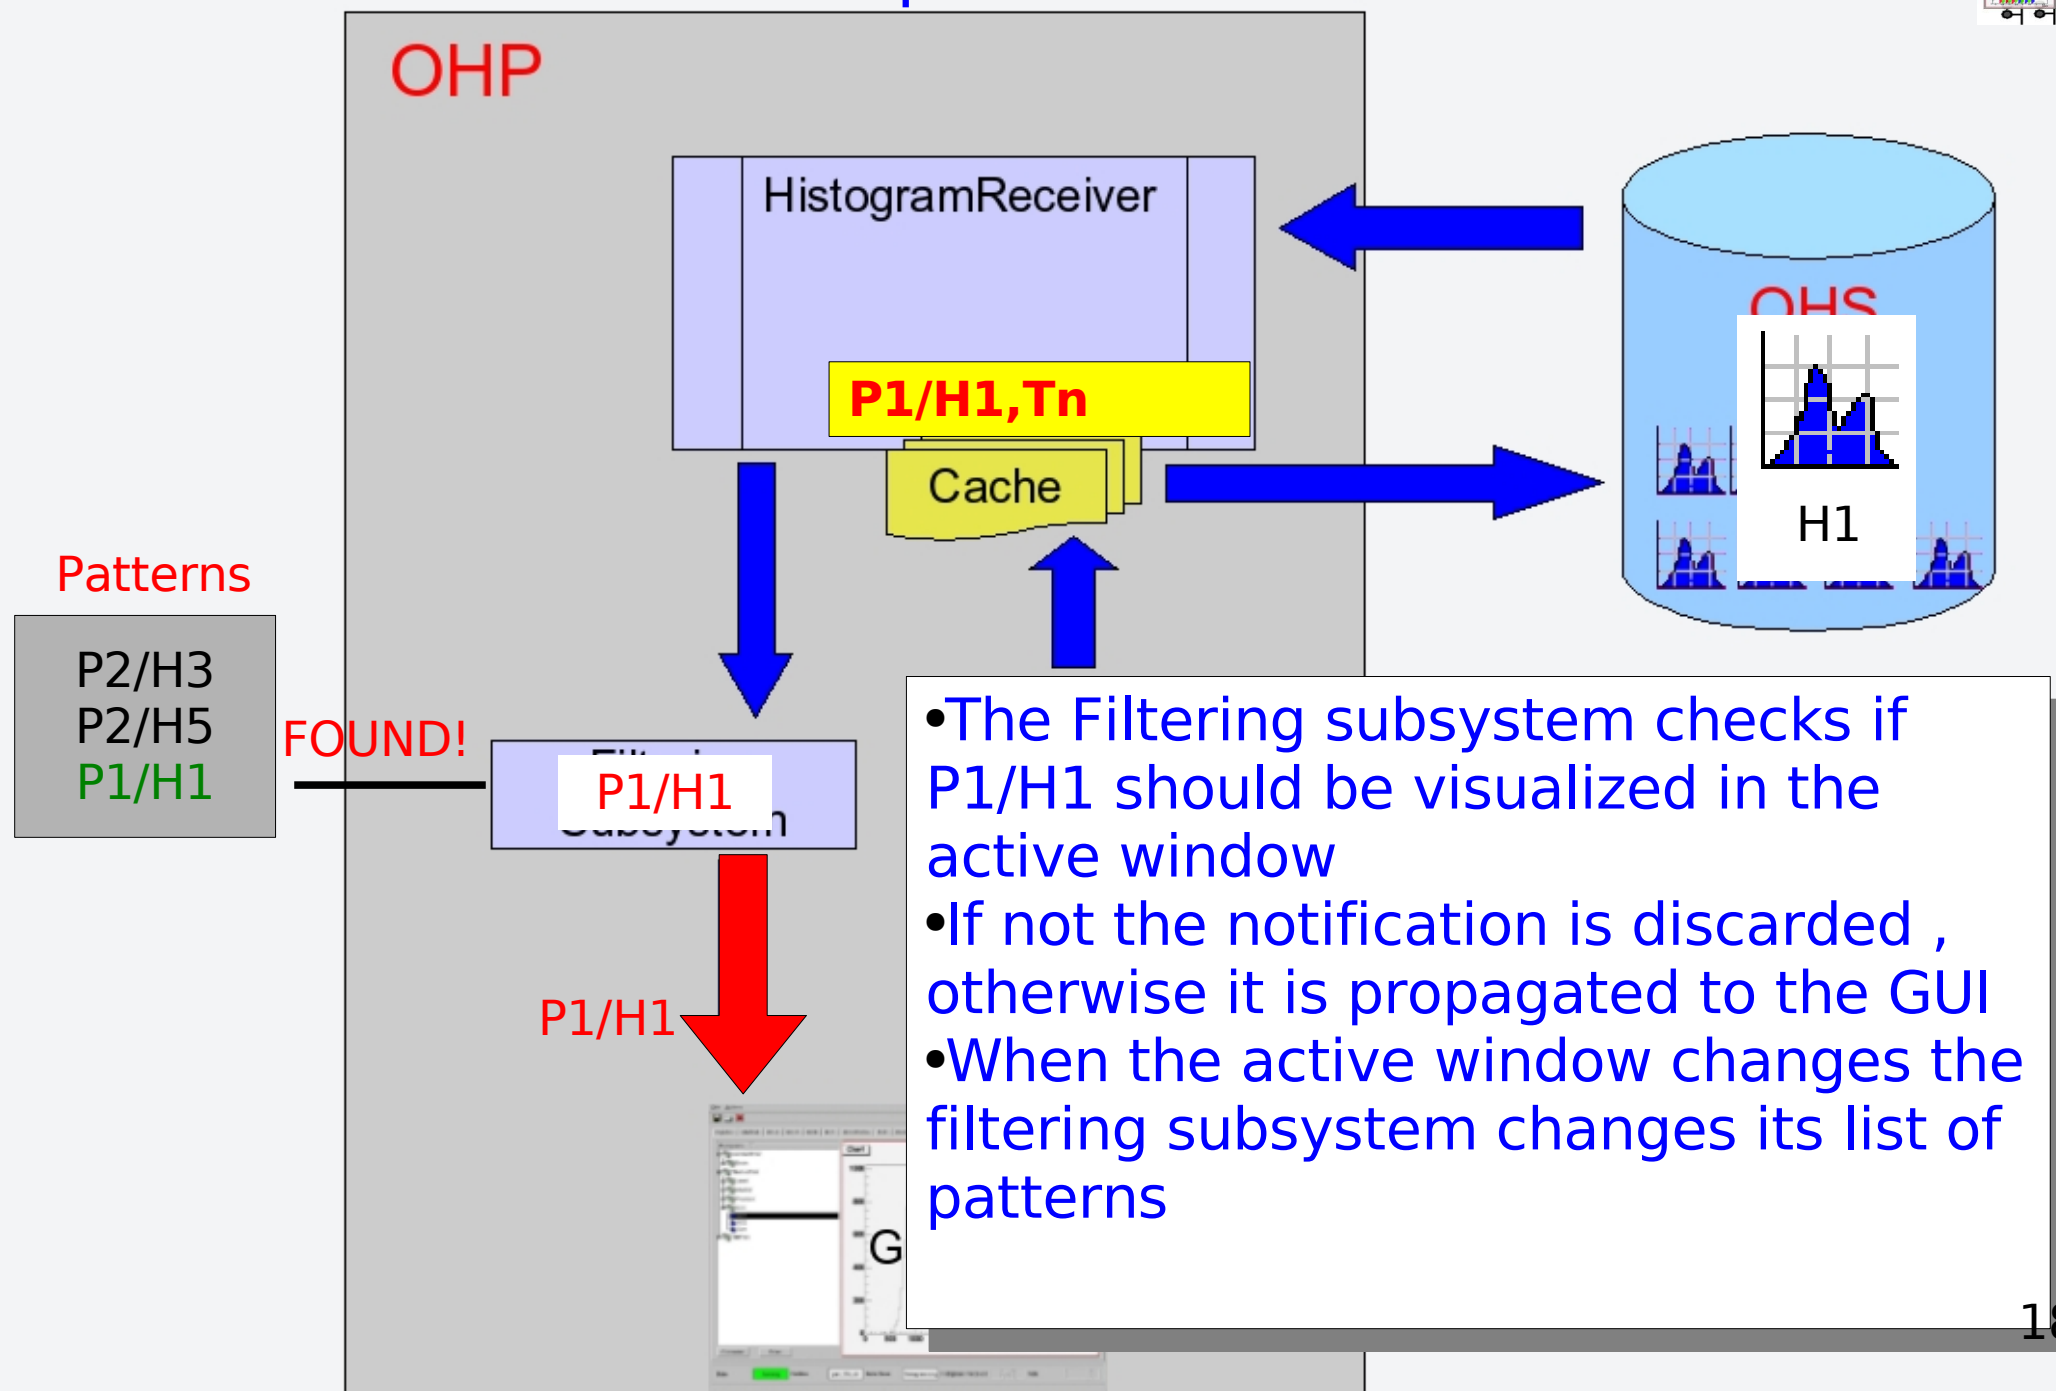 OHP
HistogramReceiver
OHS
P1/H1,Tn
Cache
H1
Patterns
P2/H3
P2/H5
P1/H1
FOUND!
P1/H1
Subsystem
P1/H1
•The Filtering subsystem checks if
P1/H1 should be visualized in the
active window
•If not the notification is discarded ,
otherwise it is propagated to the GUI
•When the active window changes the
filtering subsystem changes its list of
patterns
G
18